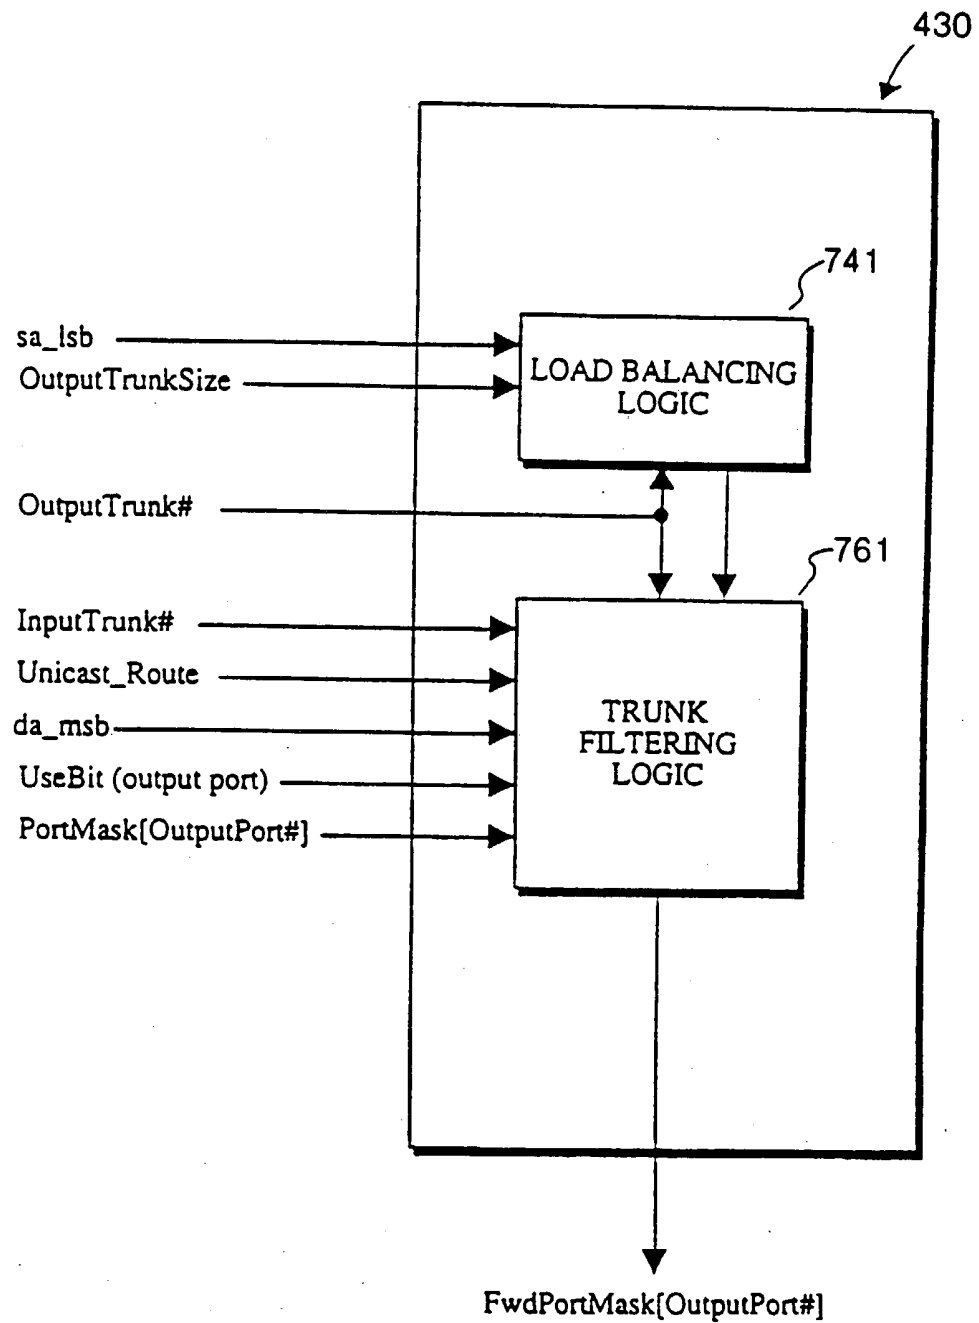 430
741
sa_lsb
OutputTrunkSize
LOAD BALANCING
LOGIC
OutputTrunk#
761
InputTrunk#
Unicast_Route
da_msb
UseBit (output port)
PortMask[OutputPort#]
TRUNK
FILTERING
LOGIC
FwdPortMask[OutputPort#]